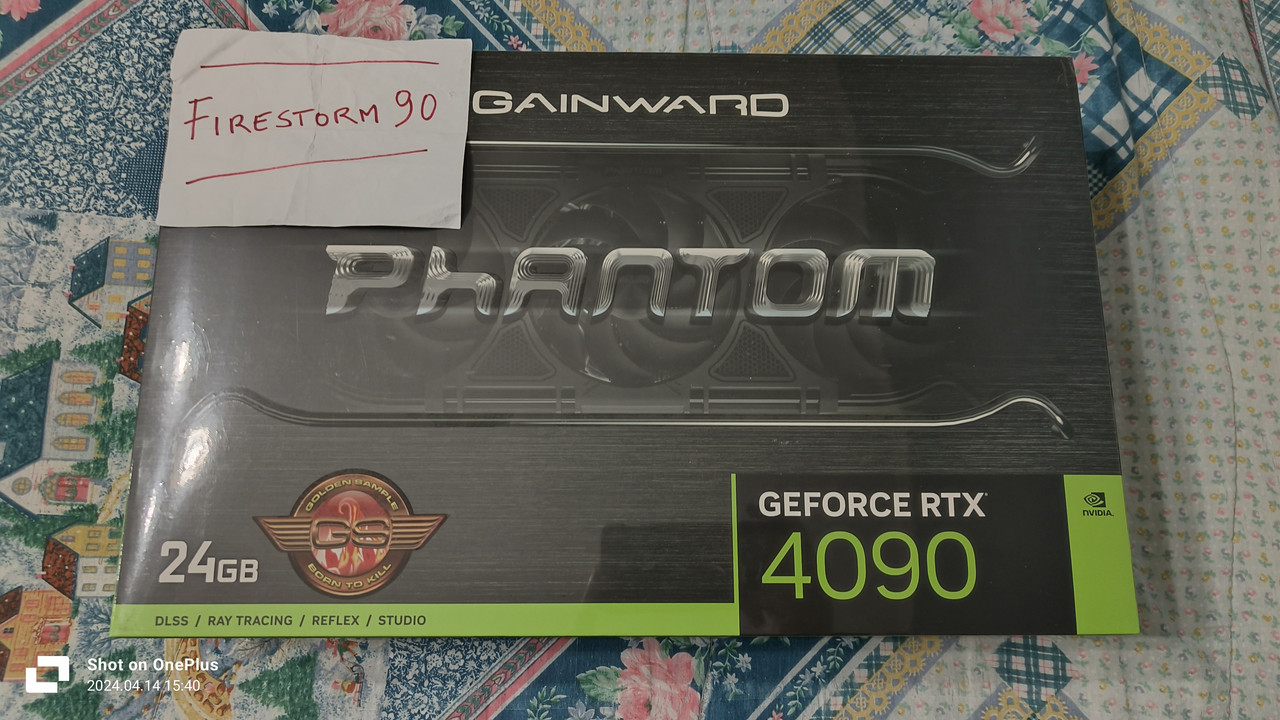 FIRESTORM 90
GAINWARD
PHANTOM
GOLDEN SAMPLE
GS
BORN TO KILL
24GB
GEFORCE RTX
4090
NVIDIA.
DLSS / RAY TRACING / REFLEX / STUDIO
Shot on OnePlus
2024.04.14 15:40